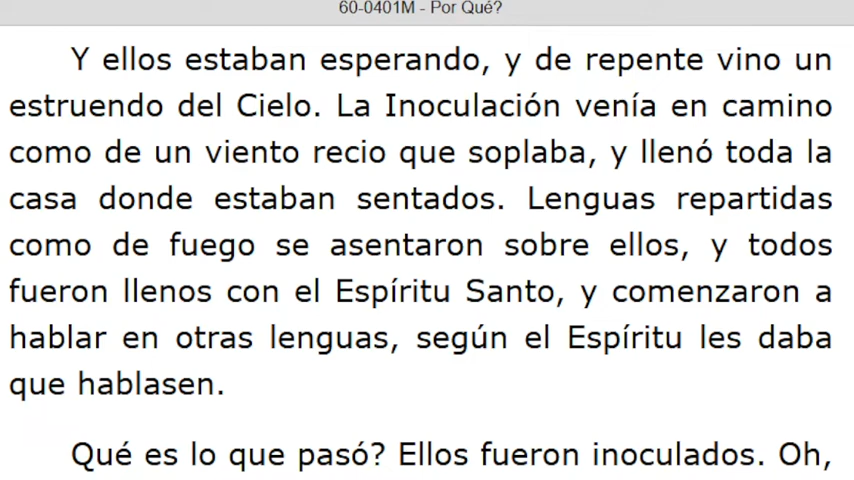 60-0401M - Por Qué?
Y ellos estaban esperando, y de repente vino un
estruendo del Cielo. La Inoculación venía en camino
como de un viento recio que soplaba, y llenó toda la
casa donde estaban sentados. Lenguas repartidas
como de fuego se asentaron sobre ellos, y todos
fueron llenos con el Espíritu Santo, y comenzaron a
hablar en otras lenguas, según el Espíritu les daba
que hablasen.
Qué es lo que pasó? Ellos fueron inoculados. Oh,